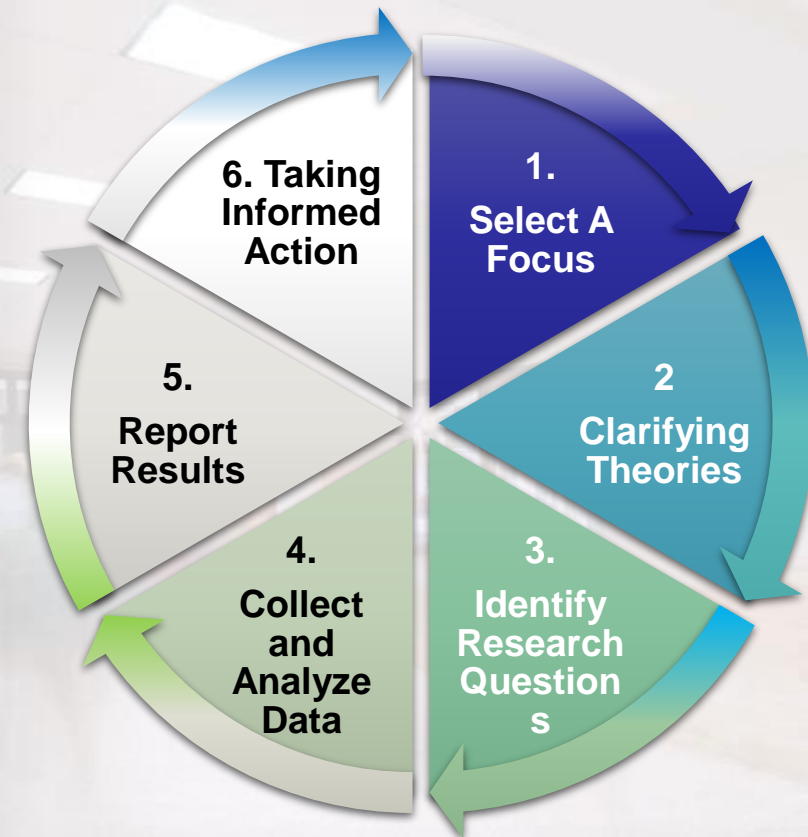 1.
Select A
Focus
2
Clarifying
Theories
3.
Identify
Research
Question
s
4.
Collect
and
Analyze
Data
5.
Report
Results
6. Taking
Informed
Action